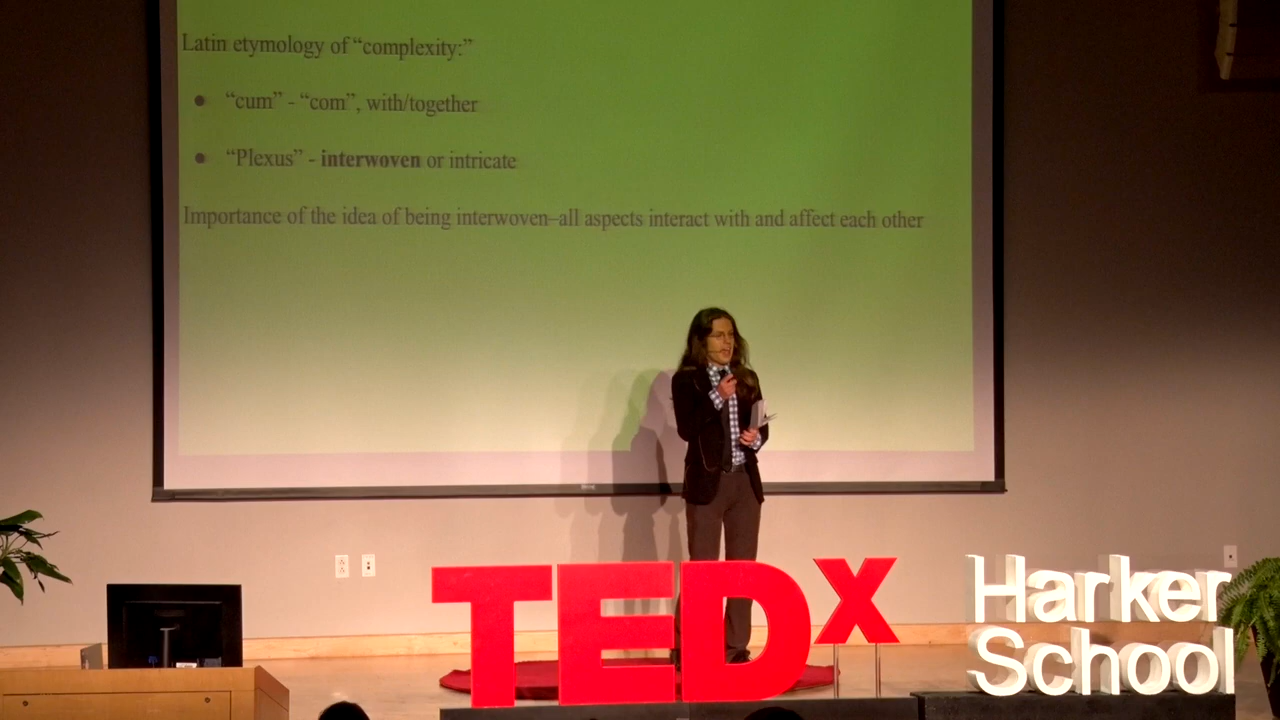 Latin etymology of “complexity:”
“cum” - “com”, with/together
“Plexus” - interwoven or intricate
Importance of the idea of being interwoven–all aspects interact with and affect each other
TEDx
Harker
School